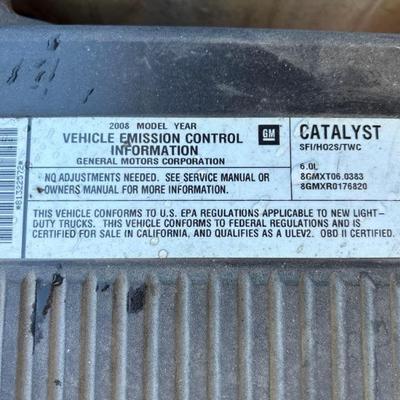 2008 MODEL YEAR
VEHICLE EMISSION CONTROL
INFORMATION
GENERAL MOTORS CORPORATION
GM
CATALYST
SFI/HO2S/TWC
6.0L
8GMXT06.0383
8GMXR0176820
NO ADJUSTMENTS NEEDED. SEE SERVICE MANUAL OR
OWNERS MANUAL FOR MORE INFORMATION.
THIS VEHICLE CONFORMS TO U.S. EPA REGULATIONS APPLICABLE TO NEW LIGHT-
DUTY TRUCKS. THIS VEHICLE CONFORMS TO FEDERAL REGULATIONS AND IS
CERTIFIED FOR SALE IN CALIFORNIA, AND QUALIFIES AS A ULEV2. OBD II CERTIFIED.
*81322572*